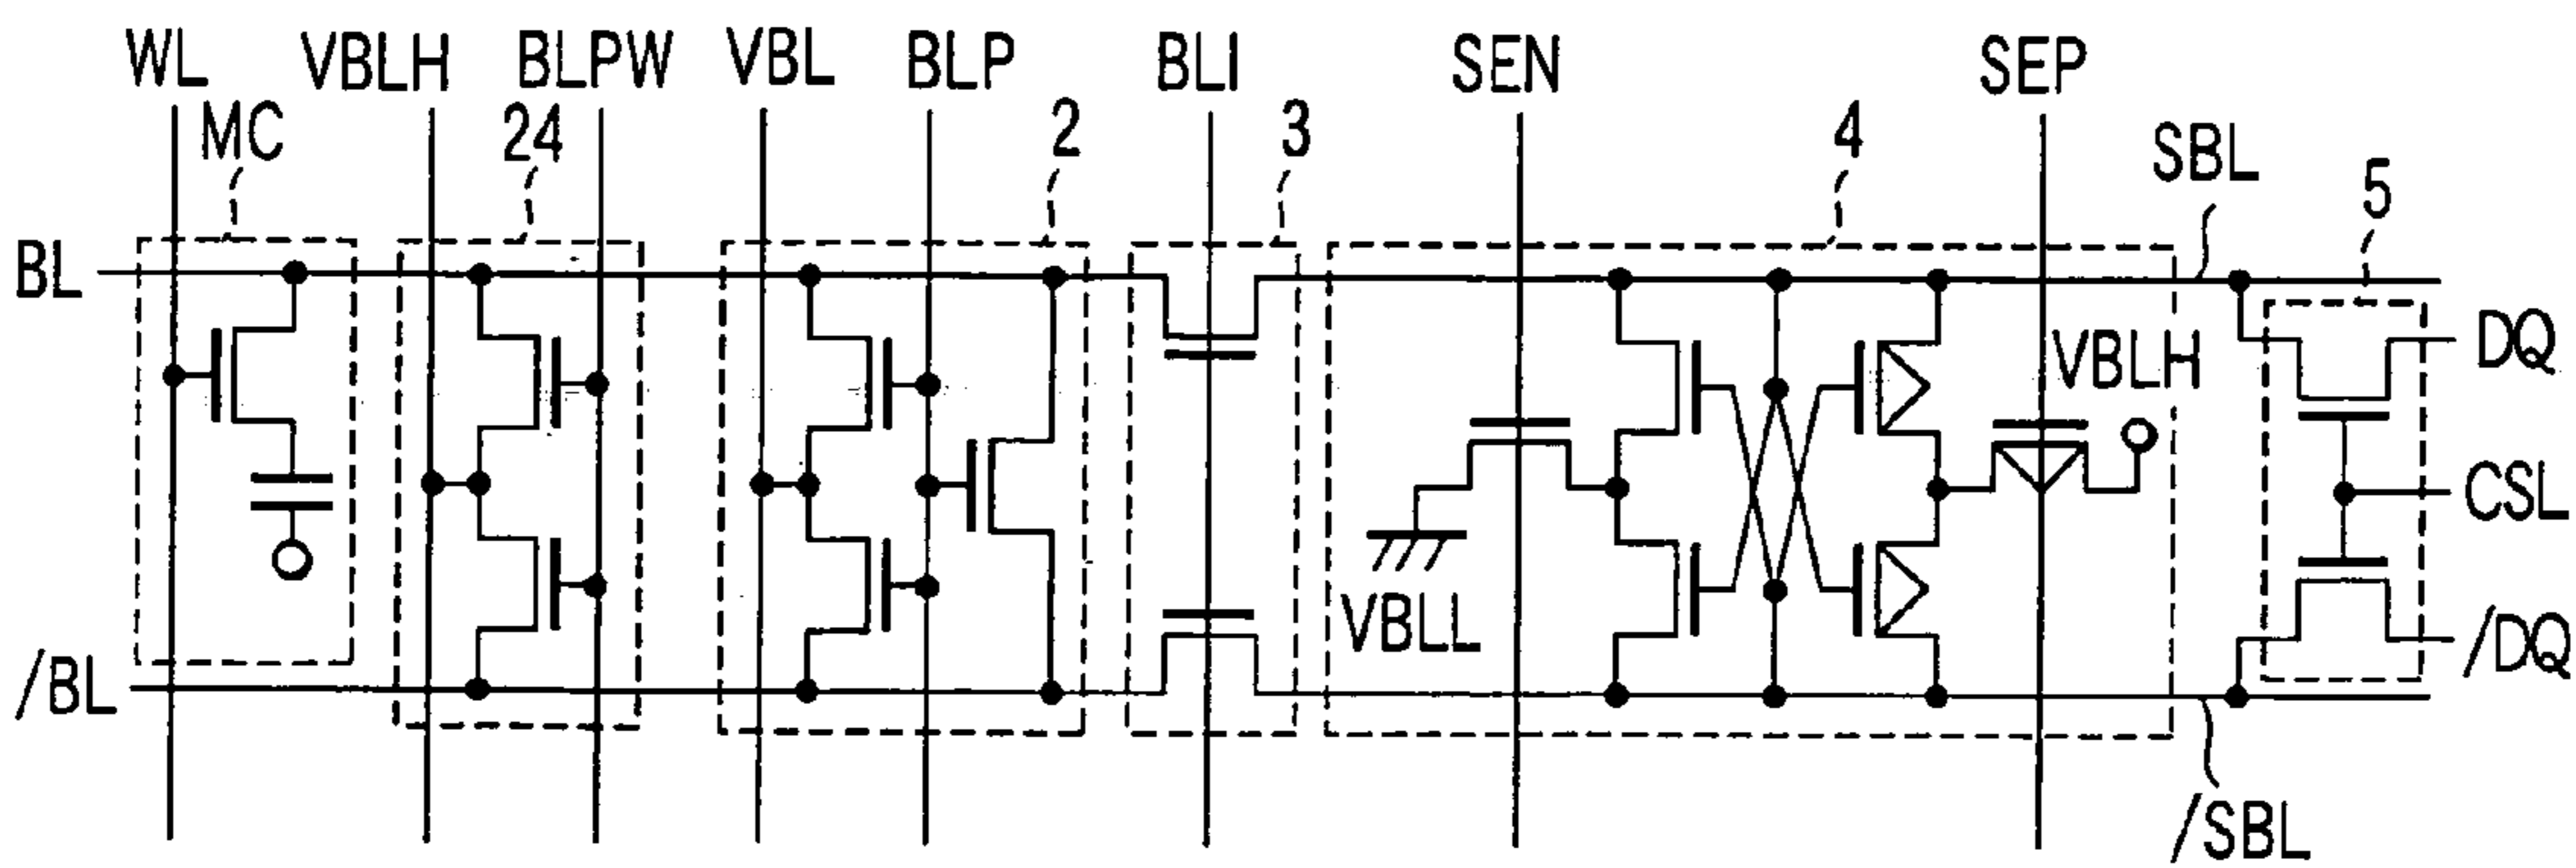 WL VBLH BLPW VBL BLP BLI SEN SEP
MC 24 2 3 4 SBL 5
BL
VBLH
DQ
CSL
VBLL
/DQ
/BL
/SBL